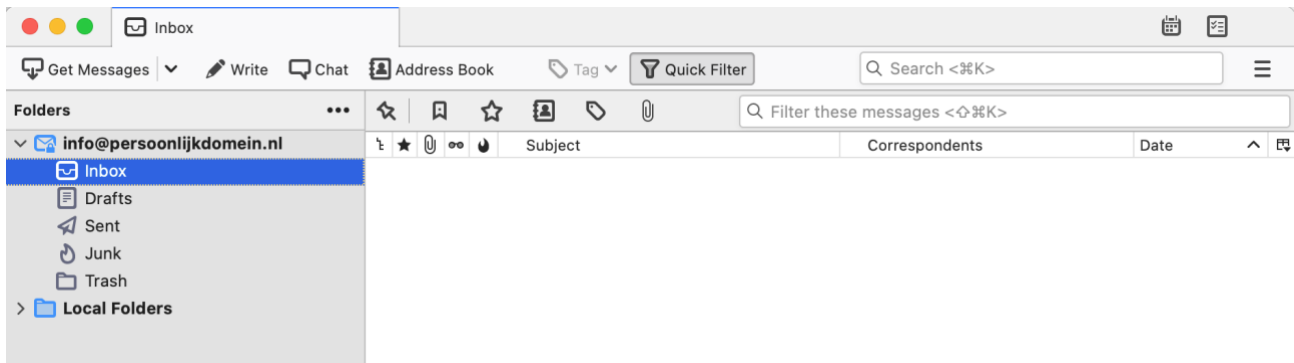 Inbox
Get Messages Write Chat Address Book Tag Quick Filter Search <⌘K>
Folders
Filter these messages <⇧⌘K>
info@persoonlijkdomein.nl
Subject Correspondents Date
Inbox
Drafts
Sent
Junk
Trash
Local Folders